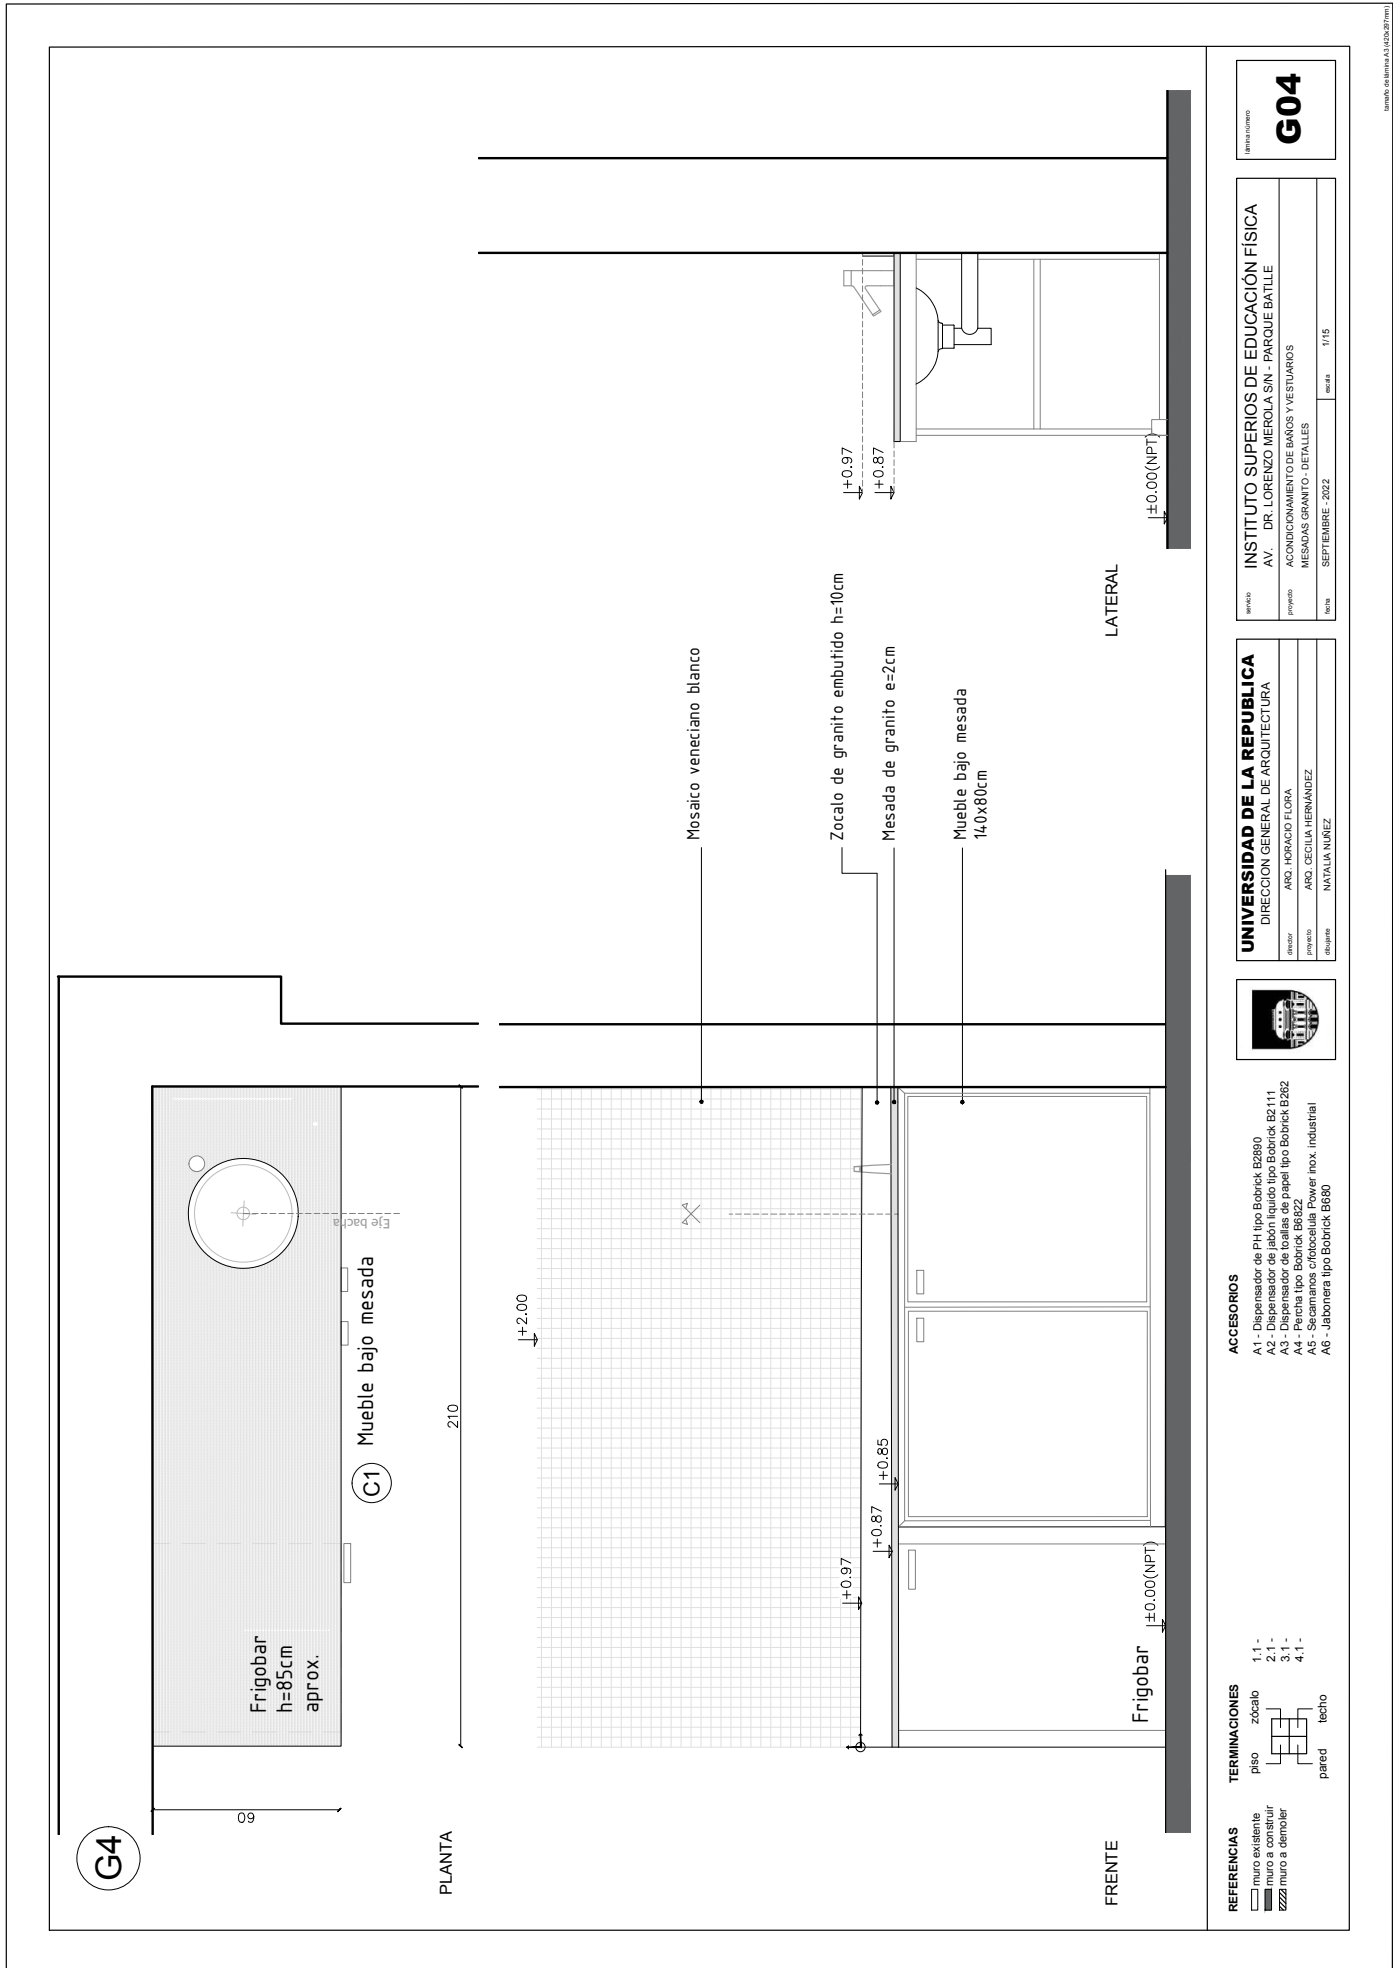 G4
Frigobar
h=85cm
aprox.
60
210
C1
Mueble bajo mesada
Eje bacha
PLANTA
+2.00
+0.97
+0.87
+0.85
±0.00(NPT)
Frigobar
Mosaico veneciano blanco
Zocalo de granito embutido h=10cm
Mesada de granito e=2cm
Mueble bajo mesada
140x80cm
FRENTE
+0.97
+0.87
±0.00(NPT)
LATERAL
REFERENCIAS
muro existente
muro a construir
muro a demoler
TERMINACIONES
piso
zócalo
pared
techo
1.1 -
2.1 -
3.1 -
4.1 -
ACCESORIOS
A1 - Dispensador de PH tipo Bobrick B2890
A2 - Dispensador de jabón líquido tipo Bobrick B2111
A3 - Dispensador de toallas de papel tipo Bobrick B262
A4 - Percha tipo Bobrick B6822
A5 - Secamanos c/fotocelula Power inox. industrial
A6 - Jabonera tipo Bobrick B680
UNIVERSIDAD DE LA REPUBLICA
DIRECCION GENERAL DE ARQUITECTURA
director ARQ. HORACIO FLORA
proyecto ARQ. CECILIA HERNÁNDEZ
dibujante NATALIA NUÑEZ
servicio INSTITUTO SUPERIOS DE EDUCACIÓN FÍSICA
AV. DR. LORENZO MEROLA S/N - PARQUE BATLLE
proyecto ACONDICIONAMIENTO DE BAÑOS Y VESTUARIOS
MESADAS GRANITO - DETALLES
fecha SEPTIEMBRE - 2022 escala 1/15
lámina número
G04
tamaño de lámina A3 (420x297mm)